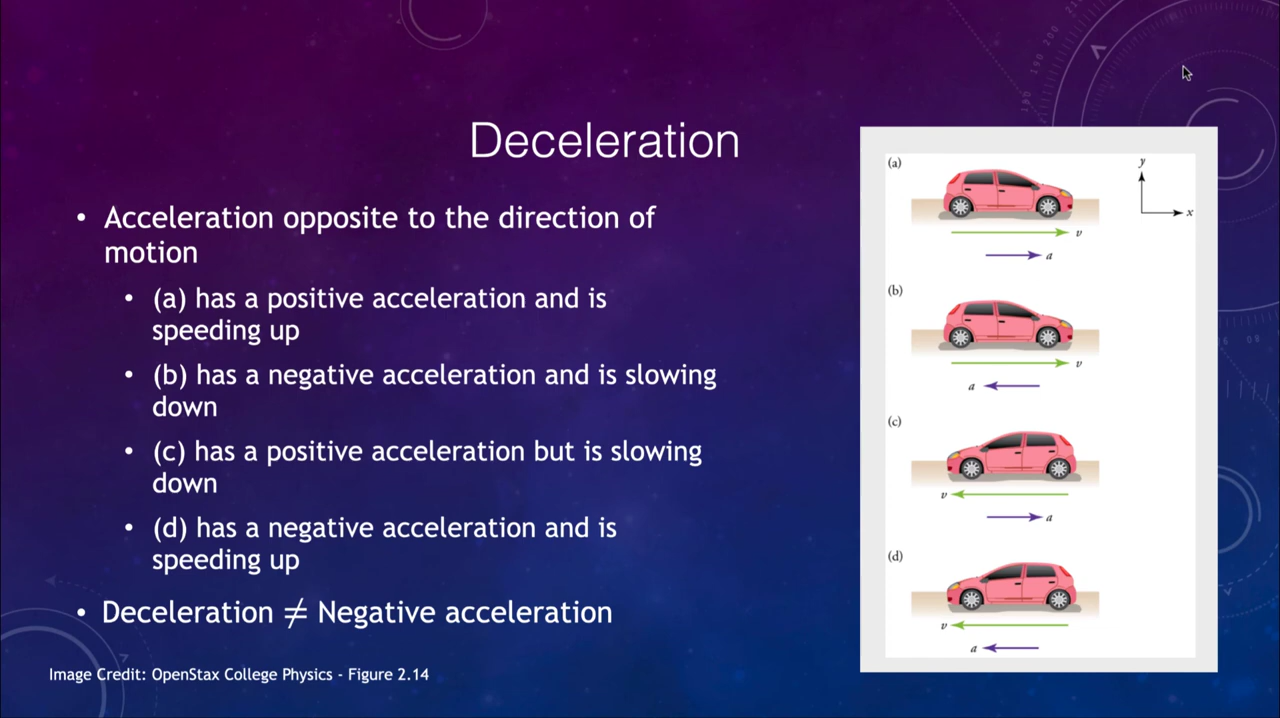 Deceleration
• Acceleration opposite to the direction of
motion
• (a) has a positive acceleration and is
speeding up
• (b) has a negative acceleration and is slowing
down
• (c) has a positive acceleration but is slowing
down
• (d) has a negative acceleration and is
speeding up
• Deceleration ≠ Negative acceleration
Image Credit: OpenStax College Physics - Figure 2.14
(a)
y
x
v
a
(b)
v
a
(c)
v
a
(d)
v
a